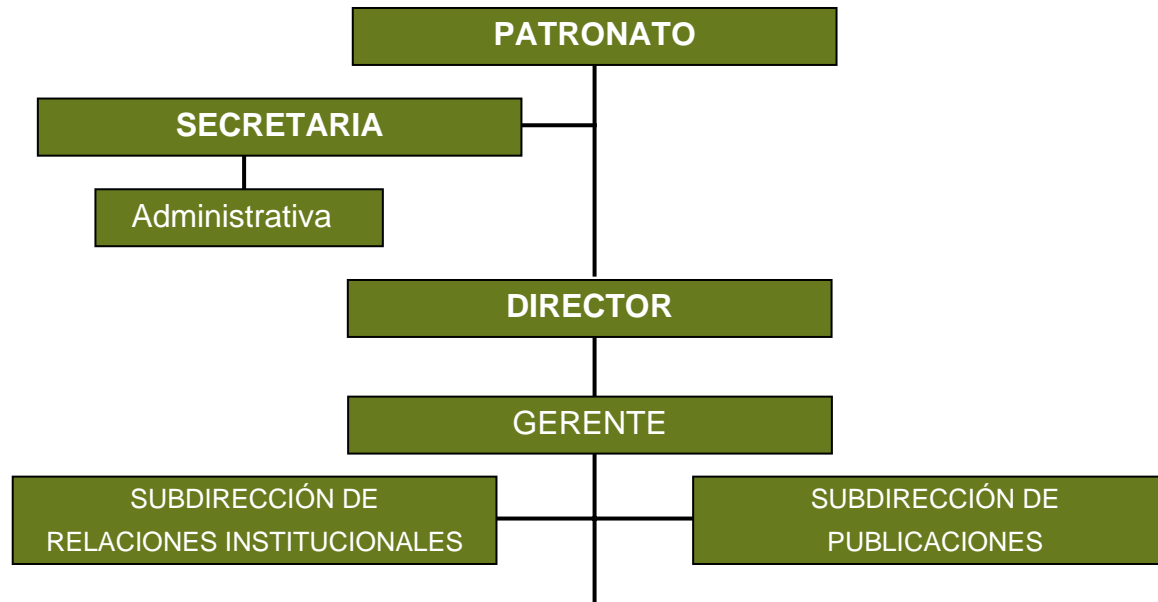 PATRONATO
SECRETARIA
Administrativa
DIRECTOR
GERENTE
SUBDIRECCIÓN DE
RELACIONES INSTITUCIONALES
SUBDIRECCIÓN DE
PUBLICACIONES